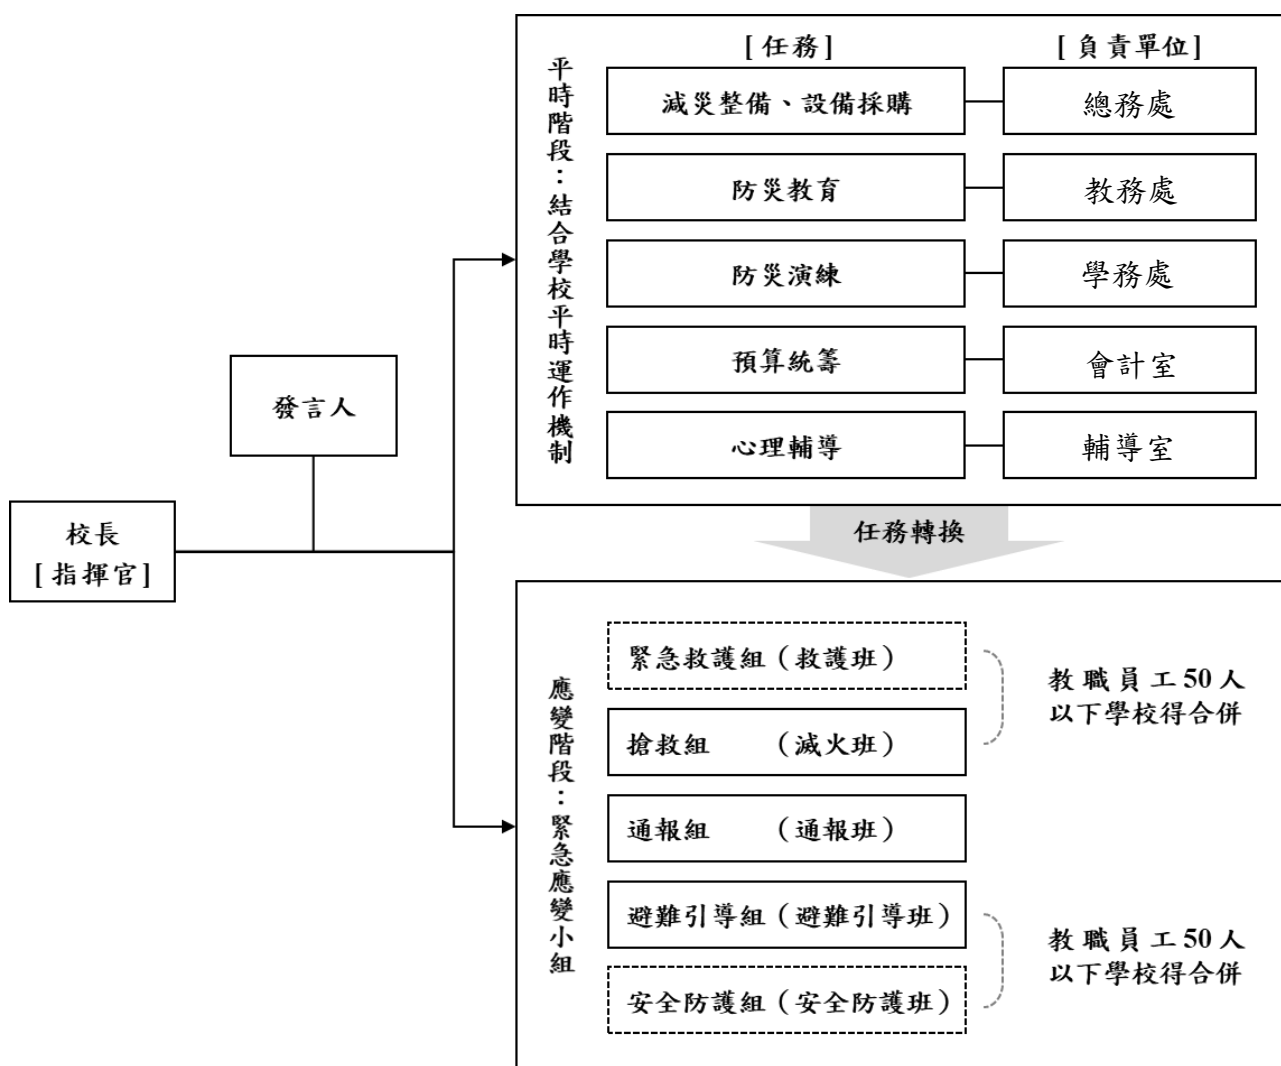 平時階段：結合學校平時運作機制
[任務] [負責單位]
減災整備、設備採購 總務處
防災教育 教務處
防災演練 學務處
預算統籌 會計室
心理輔導 輔導室
發言人
校長
[指揮官]
任務轉換
應變階段：緊急應變小組
緊急救護組（救護班）
搶救組 （滅火班）
教職員工50人
以下學校得合併
通報組 （通報班）
避難引導組（避難引導班）
安全防護組（安全防護班）
教職員工50人
以下學校得合併